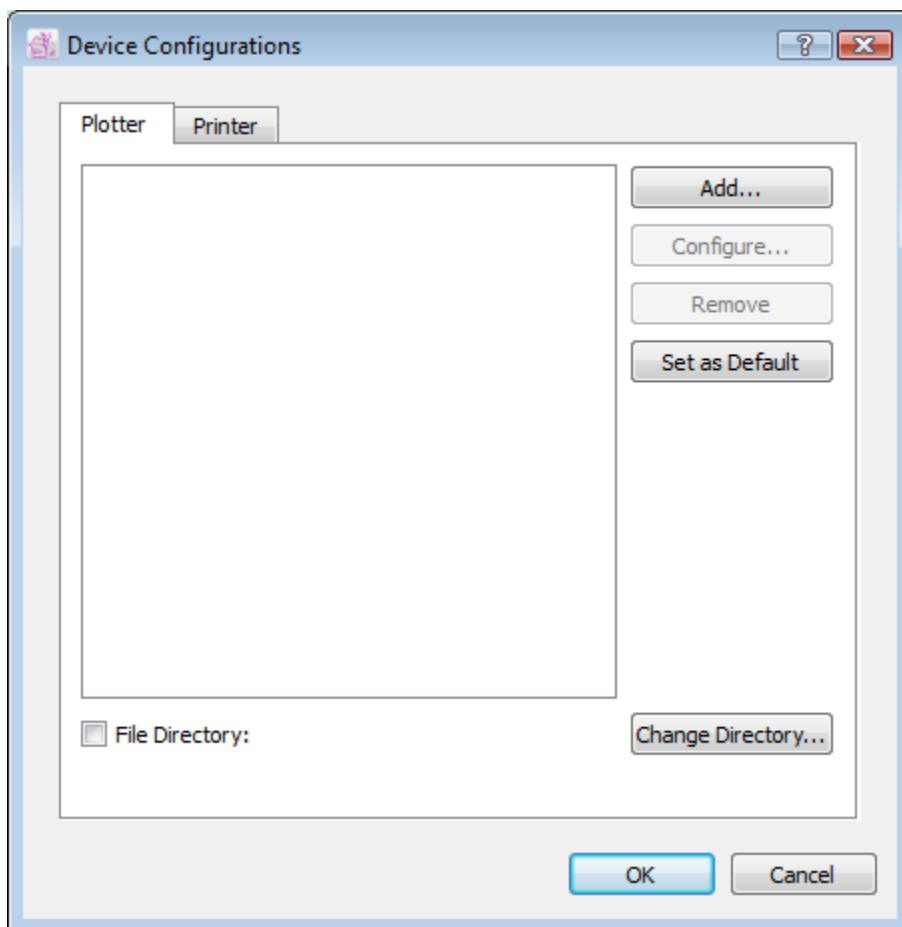 Device Configurations
Plotter Printer
Add...
Configure...
Remove
Set as Default
File Directory: Change Directory...
OK Cancel